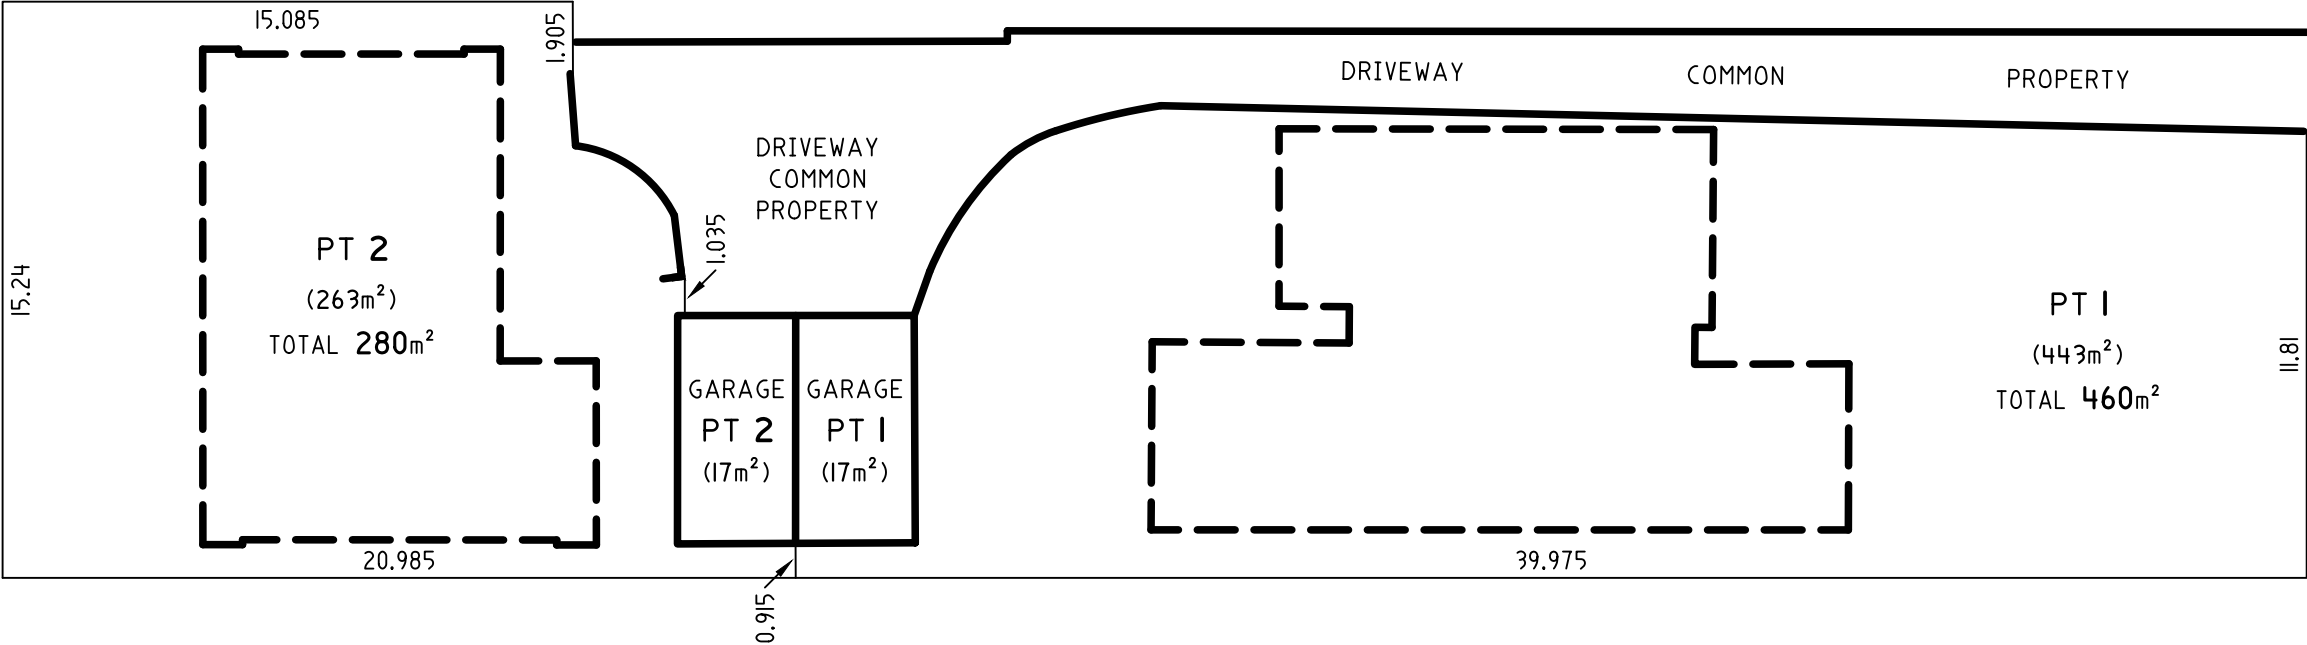 15.085
1.905
DRIVEWAY COMMON PROPERTY
DRIVEWAY
COMMON
PROPERTY
1.035
PT 2
(263m²)
TOTAL 280m²
15.24
GARAGE
PT 2
(17m²)
GARAGE
PT 1
(17m²)
PT 1
(443m²)
TOTAL 460m²
11.81
20.985
39.975
0.915